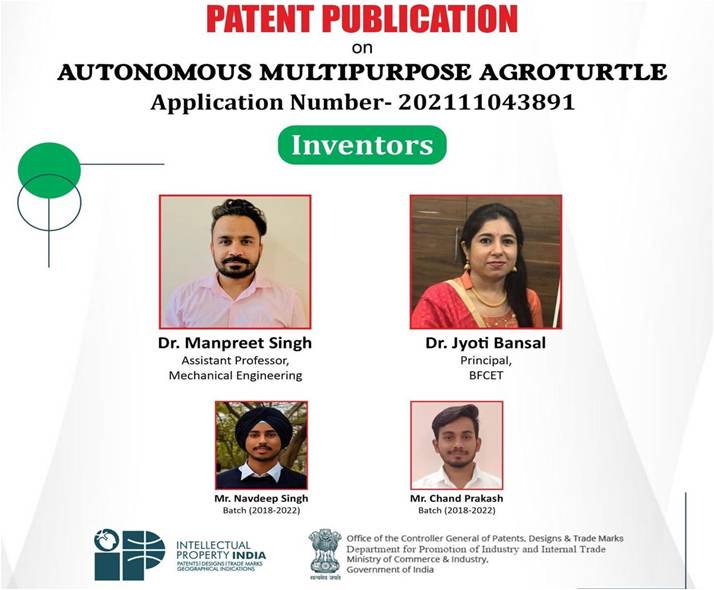 PATENT PUBLICATION
on
AUTONOMOUS MULTIPURPOSE AGROTURTLE
Application Number- 202111043891
Inventors
Dr. Manpreet Singh
Assistant Professor,
Mechanical Engineering
Dr. Jyoti Bansal
Principal,
BFCET
Mr. Navdeep Singh
Batch (2018-2022)
Mr. Chand Prakash
Batch (2018-2022)
INTELLECTUAL
PROPERTY INDIA
PATENTS | DESIGNS | TRADE MARKS
GEOGRAPHICAL INDICATIONS
सत्यमेव जयते
Office of the Controller General of Patents, Designs & Trade Marks
Department for Promotion of Industry and Internal Trade
Ministry of Commerce & Industry,
Government of India